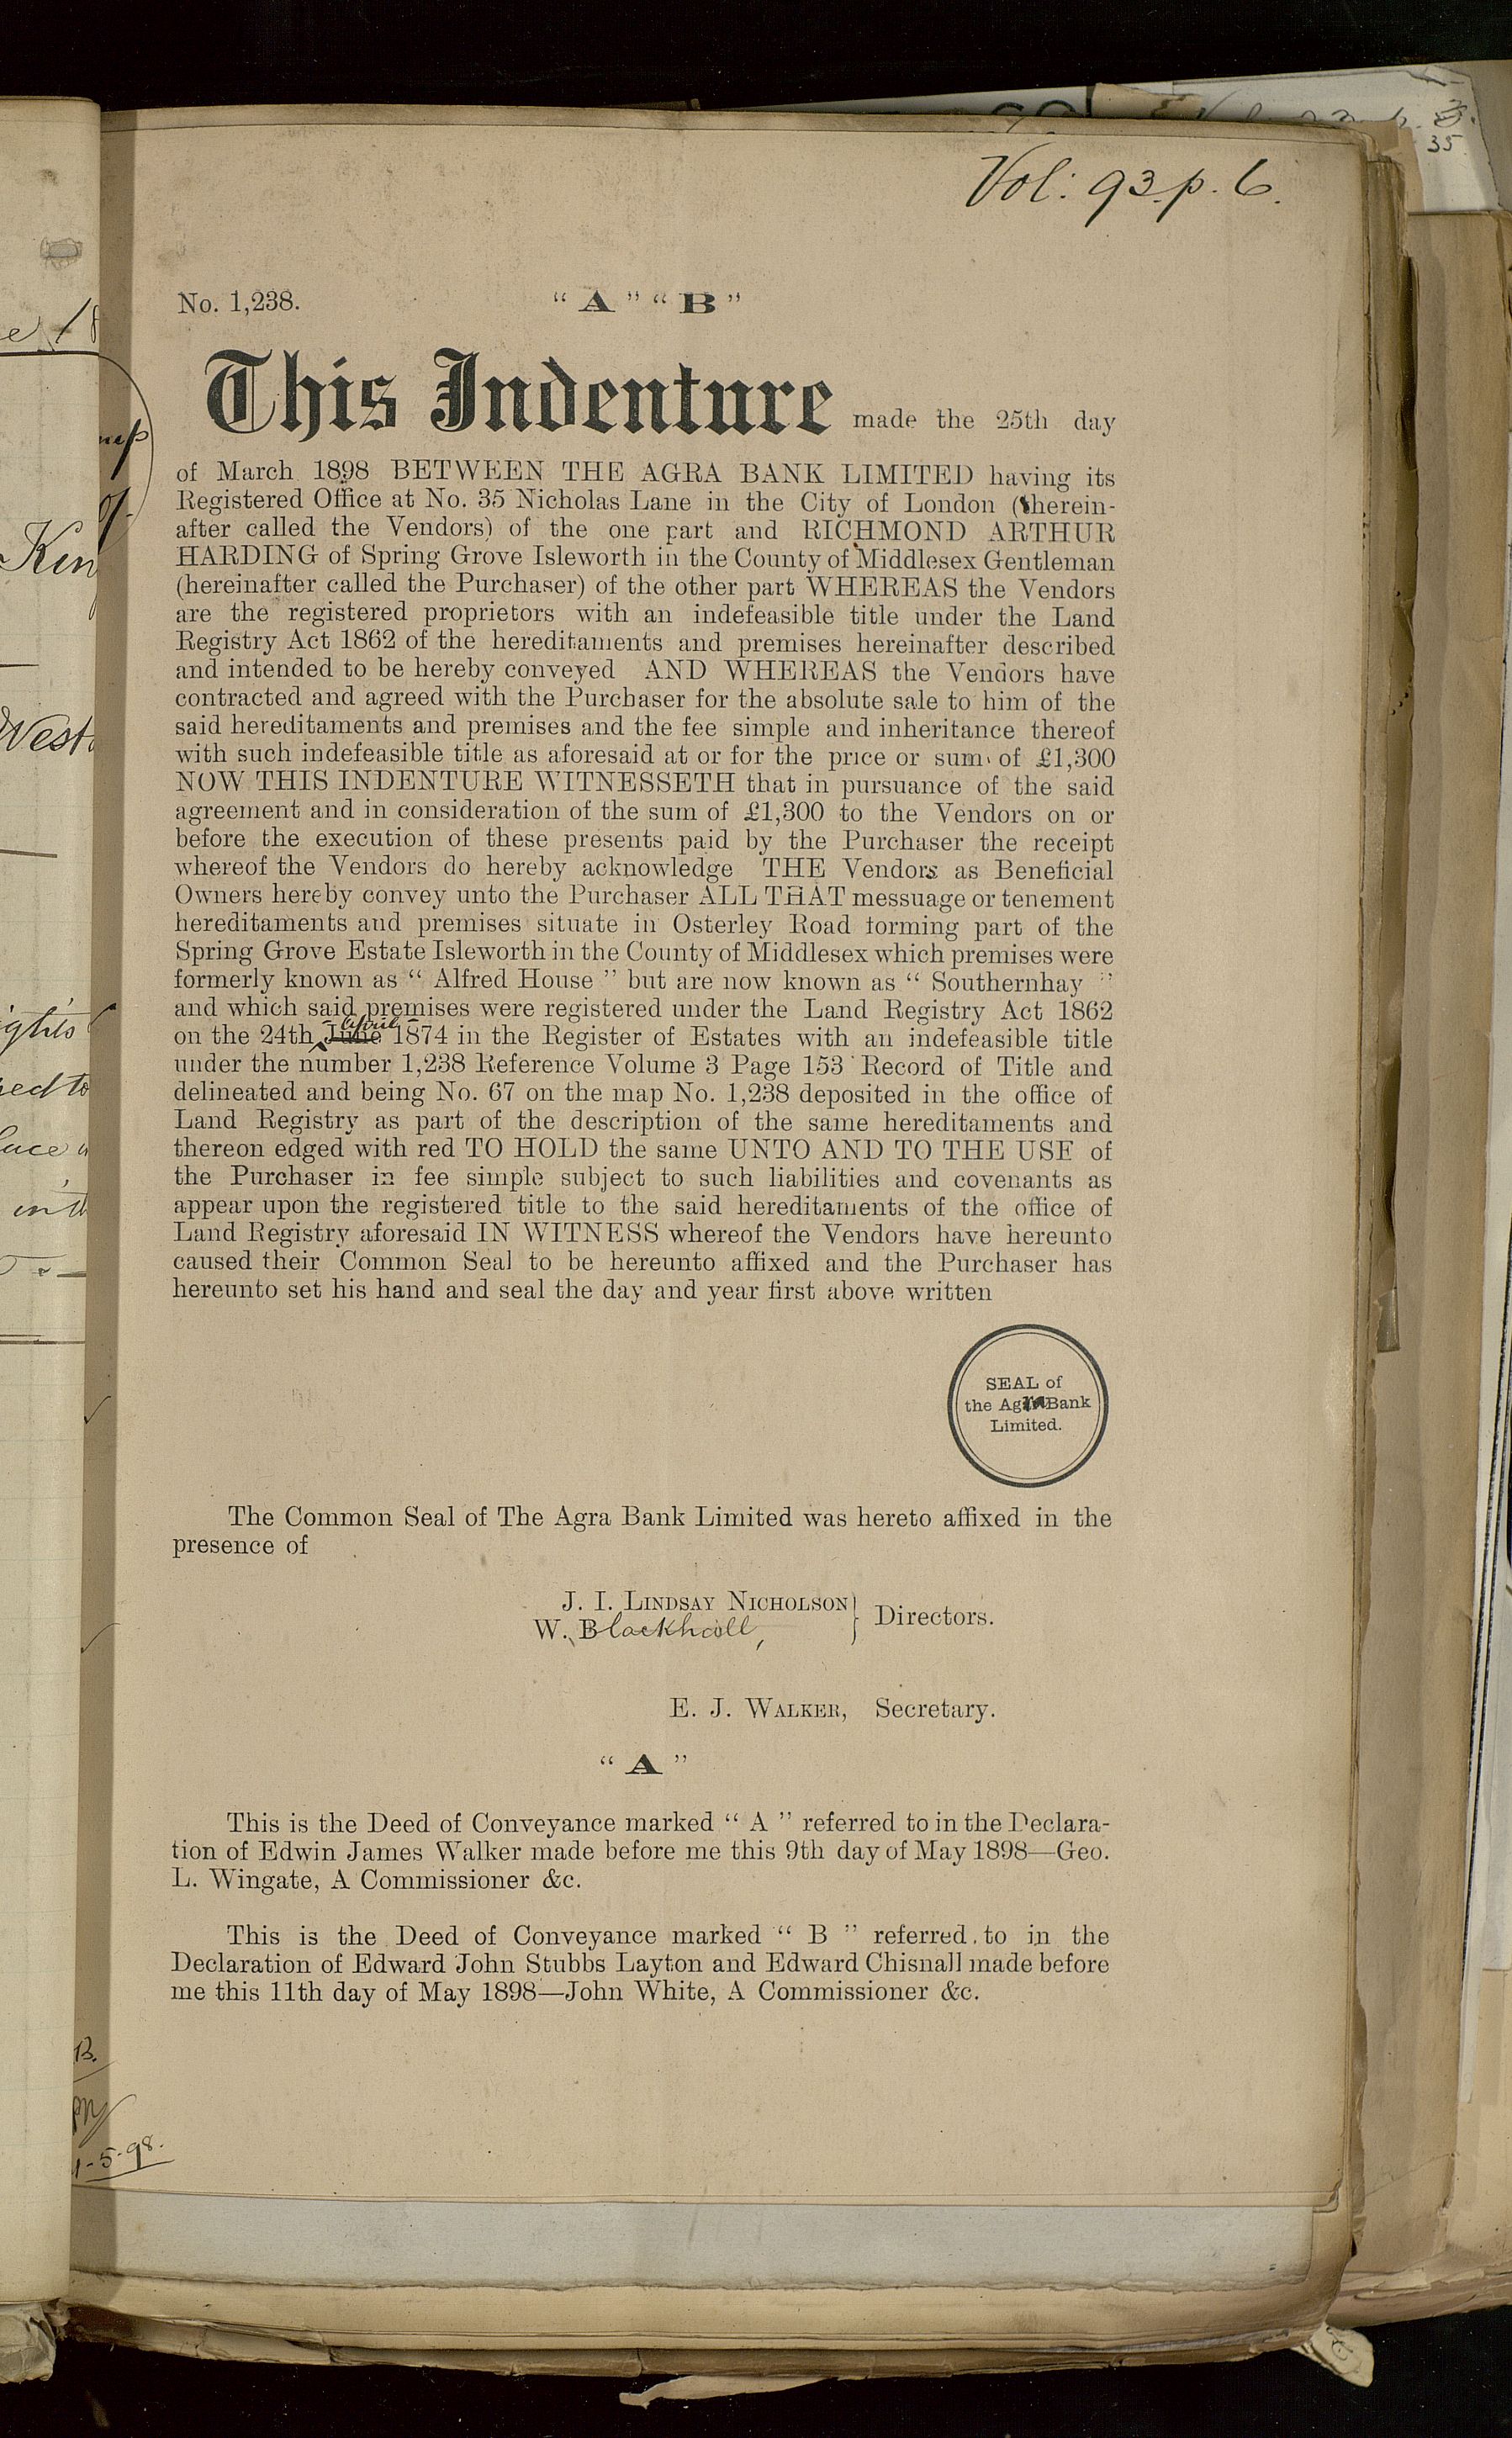 Vol: 93. p. 6.
35
No. 1,238.
“ A ” “ B ”
This Indenture made the 25th day
of March 1898 BETWEEN THE AGRA BANK LIMITED having its
Registered Office at No. 35 Nicholas Lane in the City of London (therein-
after called the Vendors) of the one part and RICHMOND ARTHUR
HARDING of Spring Grove Isleworth in the County of Middlesex Gentleman
(hereinafter called the Purchaser) of the other part WHEREAS the Vendors
are the registered proprietors with an indefeasible title under the Land
Registry Act 1862 of the hereditaments and premises hereinafter described
and intended to be hereby conveyed AND WHEREAS the Vendors have
contracted and agreed with the Purchaser for the absolute sale to him of the
said hereditaments and premises and the fee simple and inheritance thereof
with such indefeasible title as aforesaid at or for the price or sum of £1,300
NOW THIS INDENTURE WITNESSETH that in pursuance of the said
agreement and in consideration of the sum of £1,300 to the Vendors on or
before the execution of these presents paid by the Purchaser the receipt
whereof the Vendors do hereby acknowledge THE Vendors as Beneficial
Owners hereby convey unto the Purchaser ALL THAT messuage or tenement
hereditaments and premises situate in Osterley Road forming part of the
Spring Grove Estate Isleworth in the County of Middlesex which premises were
formerly known as “ Alfred House ” but are now known as “ Southernhay ”
and which said premises were registered under the Land Registry Act 1862
on the 24th June April 1874 in the Register of Estates with an indefeasible title
under the number 1,238 Reference Volume 3 Page 153 Record of Title and
delineated and being No. 67 on the map No. 1,238 deposited in the office of
Land Registry as part of the description of the same hereditaments and
thereon edged with red TO HOLD the same UNTO AND TO THE USE of
the Purchaser in fee simple subject to such liabilities and covenants as
appear upon the registered title to the said hereditaments of the office of
Land Registry aforesaid IN WITNESS whereof the Vendors have hereunto
caused their Common Seal to be hereunto affixed and the Purchaser has
hereunto set his hand and seal the day and year first above written
SEAL of
the Agra Bank
Limited.
The Common Seal of The Agra Bank Limited was hereto affixed in the
presence of
J. I. LINDSAY NICHOLSON
W. Blackhall, } Directors.
E. J. WALKER, Secretary.
“ A ”
This is the Deed of Conveyance marked “ A ” referred to in the Declara-
tion of Edwin James Walker made before me this 9th day of May 1898—Geo.
L. Wingate, A Commissioner &c.
This is the Deed of Conveyance marked “ B ” referred to in the
Declaration of Edward John Stubbs Layton and Edward Chisnall made before
me this 11th day of May 1898—John White, A Commissioner &c.